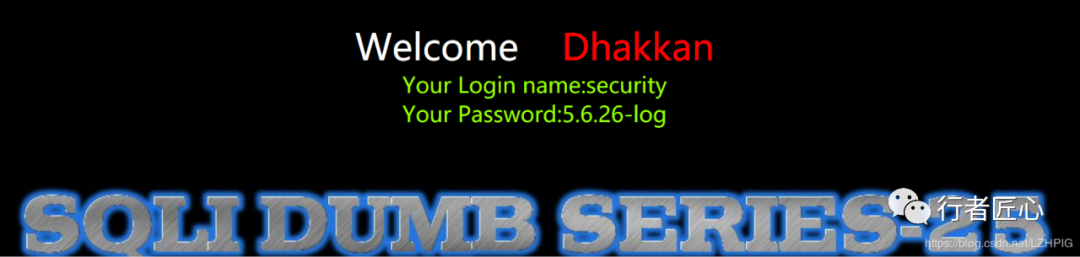 Welcome Dhakkan
Your Login name:security
Your Password:5.6.26-log
SQLI DUMB SERIES-25
行者匠心
https://blog.csdn.net/LZHPIG